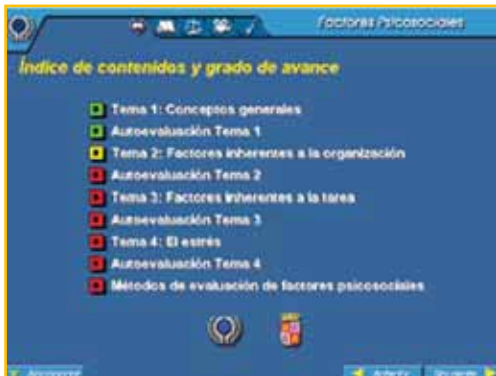 Factores Psicosociales
Índice de contenidos y grado de avance
Tema 1: Conceptos generales
Autoevaluación Tema 1
Tema 2: Factores inherentes a la organización
Autoevaluación Tema 2
Tema 3: Factores inherentes a la tarea
Autoevaluación Tema 3
Tema 4: El estrés
Autoevaluación Tema 4
Métodos de evaluación de factores psicosociales
Anterior Siguiente